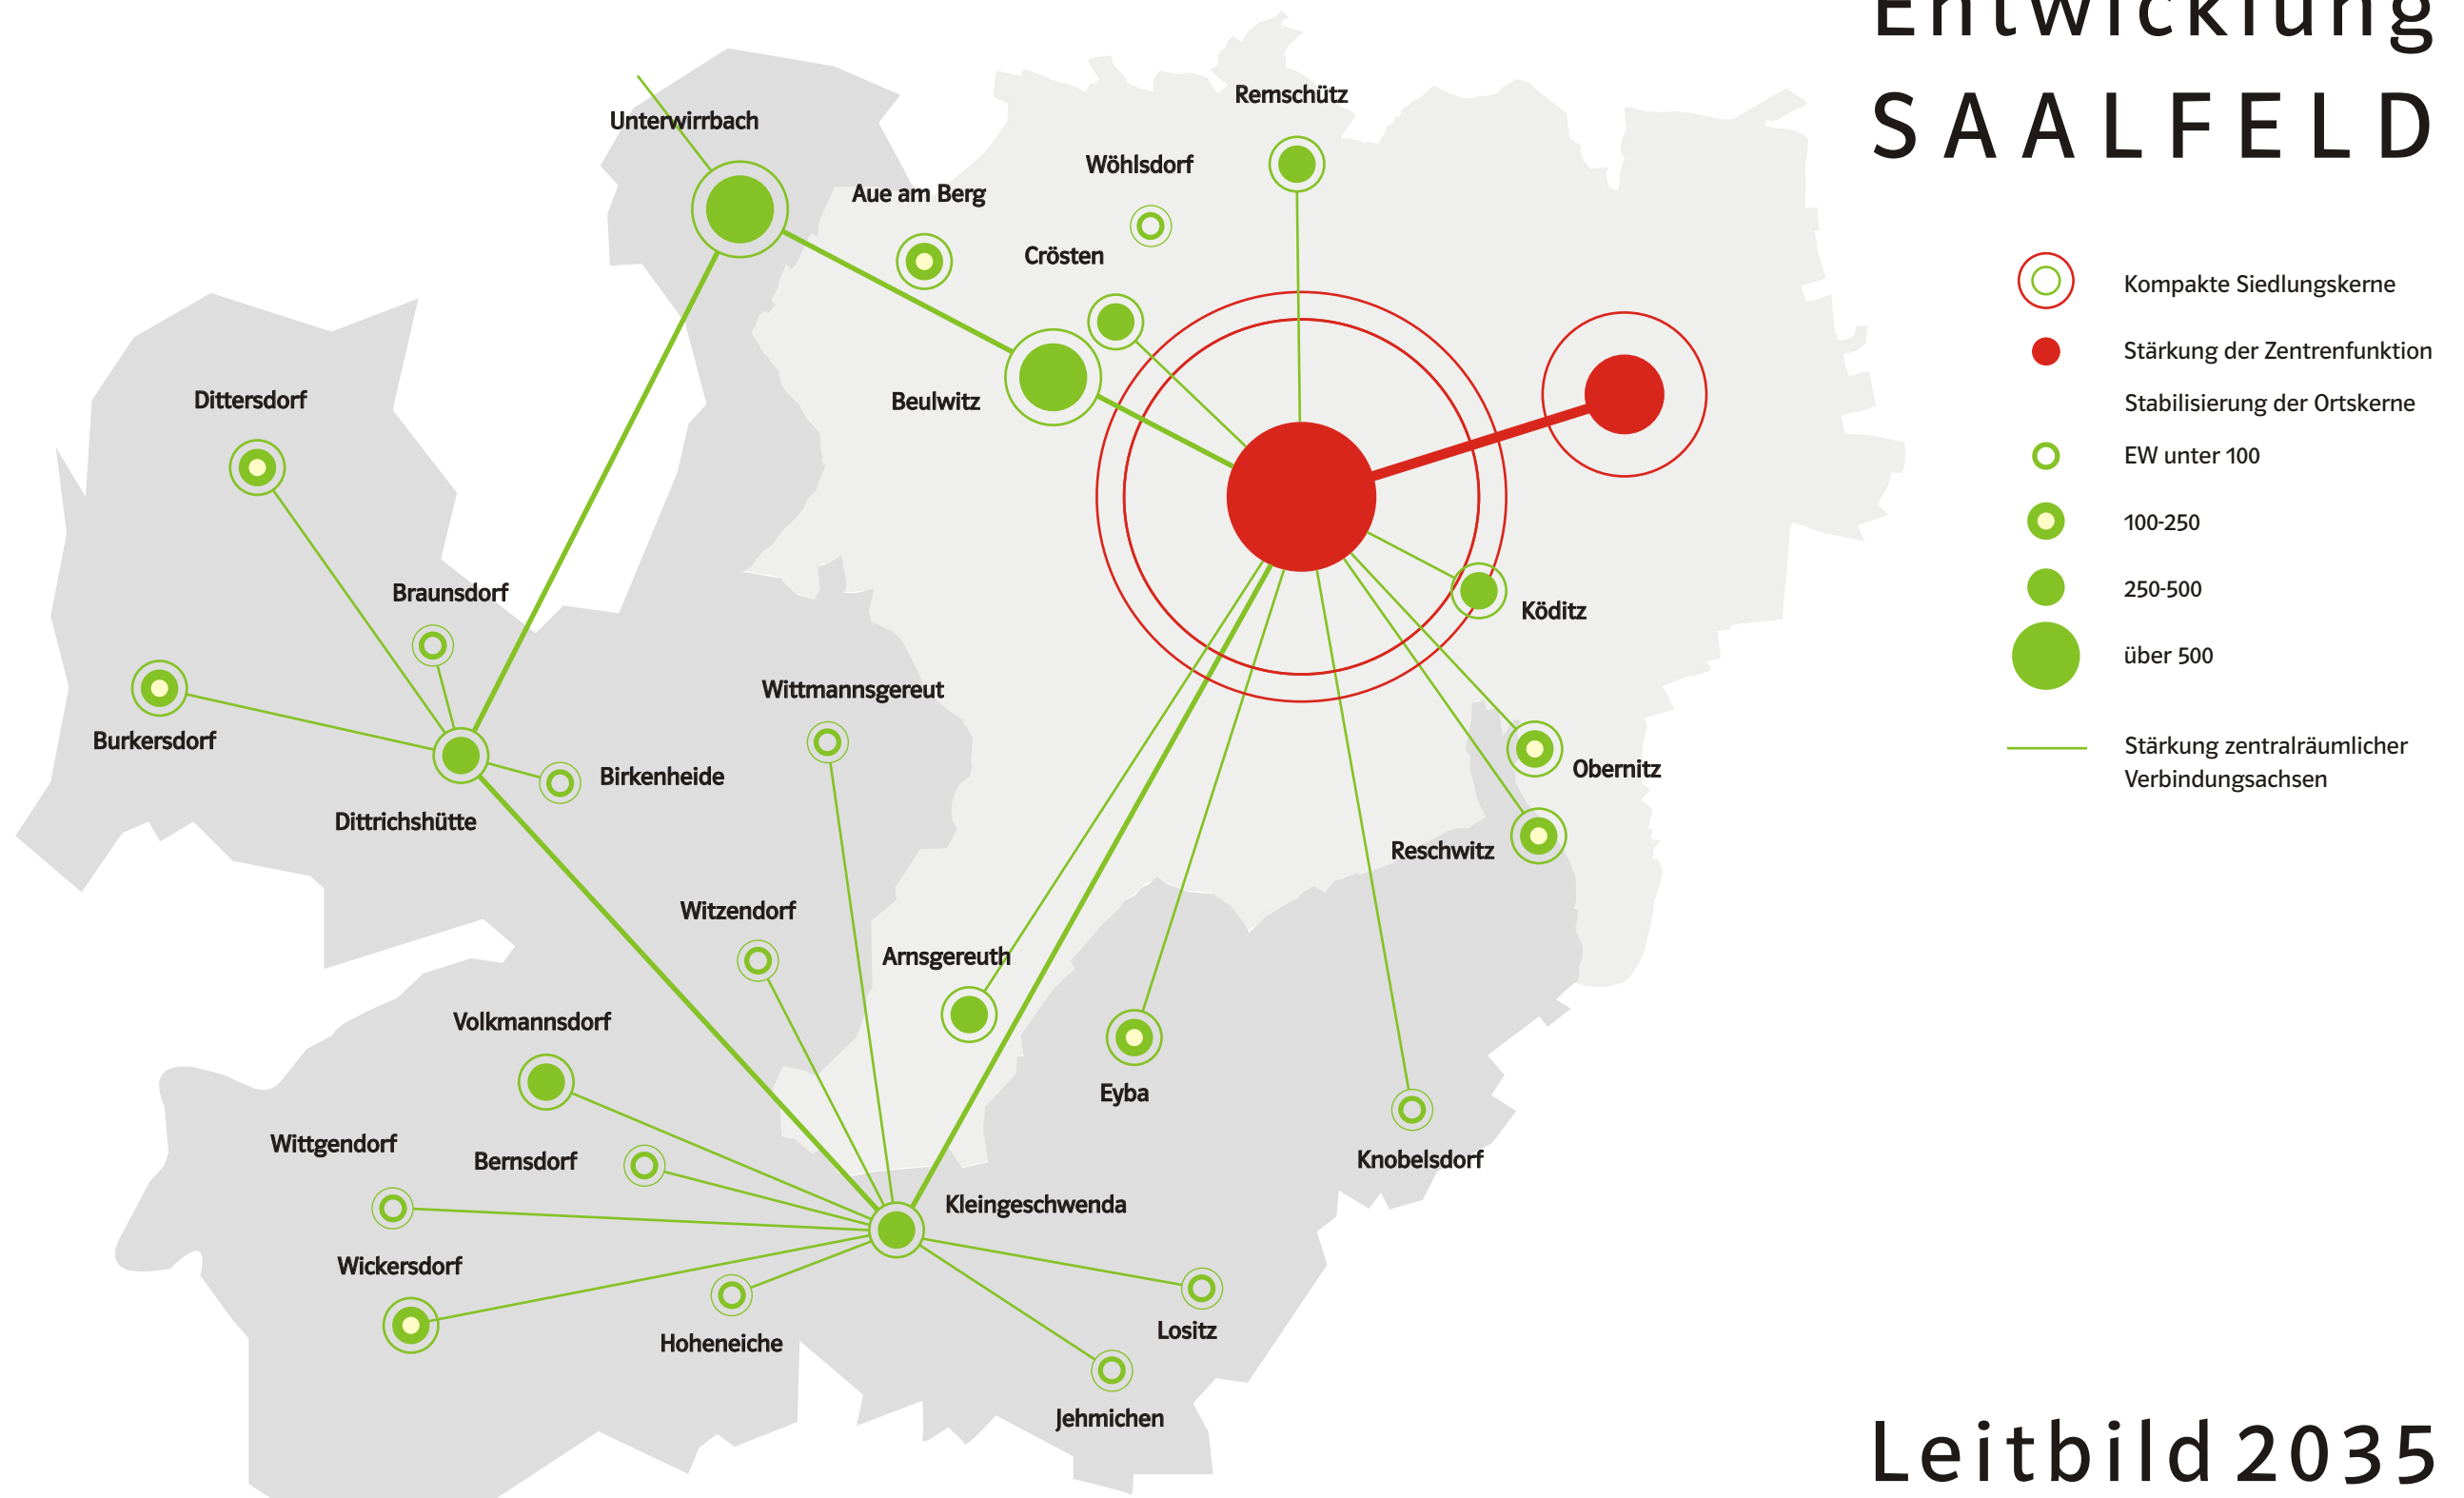 Entwicklung
SAALFELD
Remschütz
Unterwirrbach
Wöhlsdorf
Aue am Berg
Crösten
Beulwitz
Dittersdorf
Braunsdorf
Köditz
Wittmannsgereut
Burkersdorf
Obernitz
Birkenheide
Dittrichshütte
Reschwitz
Witzendorf
Arnsgereuth
Volkmannsdorf
Eyba
Wittgendorf
Bernsdorf
Knobelsdorf
Kleingeschwenda
Wickersdorf
Lositz
Hoheneiche
Jehmichen
Kompakte Siedlungskerne
Stärkung der Zentrenfunktion
Stabilisierung der Ortskerne
EW unter 100
100-250
250-500
über 500
Stärkung zentralräumlicher
Verbindungsachsen
Leitbild 2035